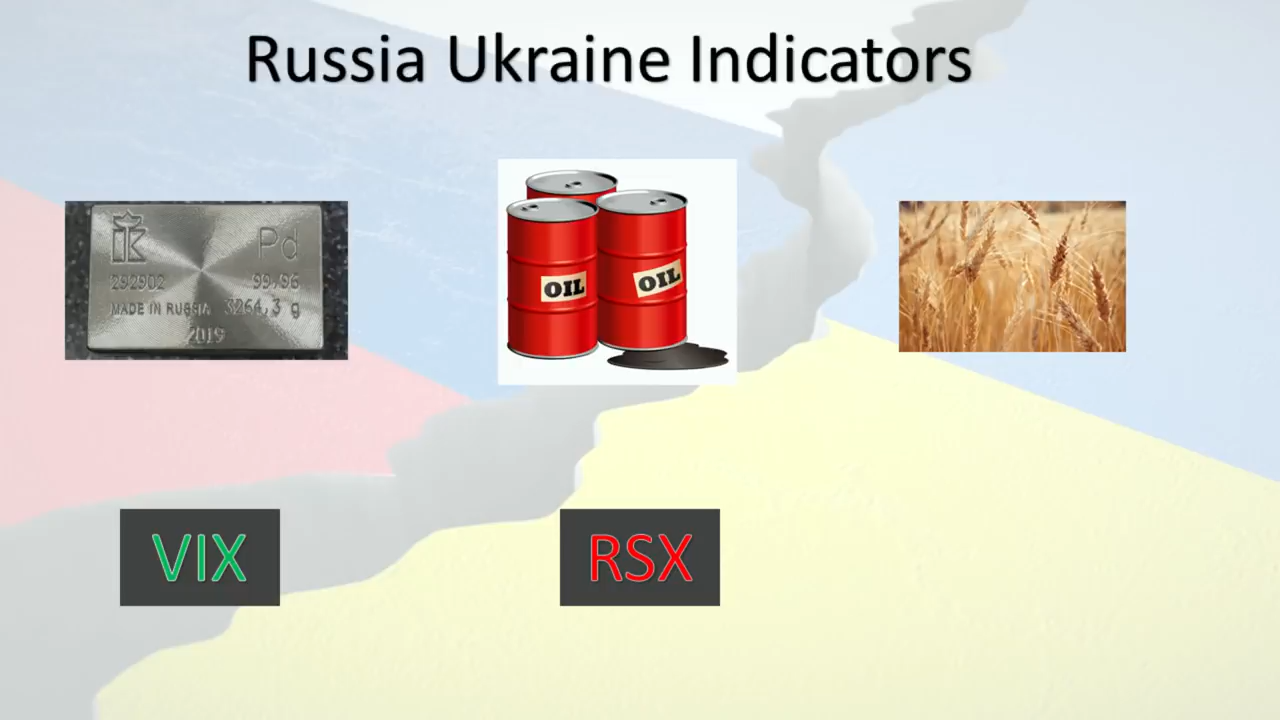 Russia Ukraine Indicators
Pd
292902 99,96
MADE IN RUSSIA 3264,3 g
2019
OIL OIL
VIX RSX